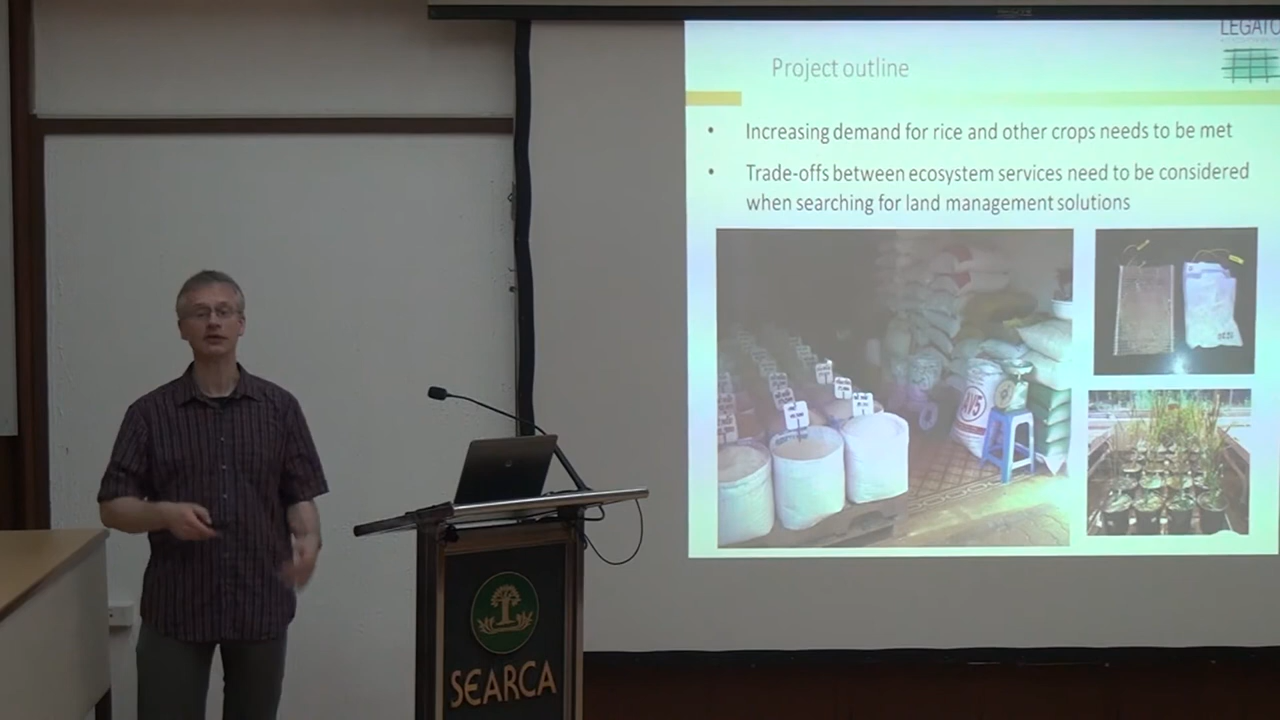 LEGATO
Project outline
• Increasing demand for rice and other crops needs to be met
• Trade-offs between ecosystem services need to be considered
when searching for land management solutions
AV5
SEARCA